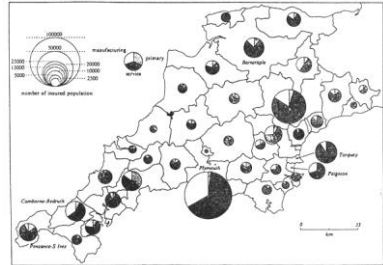 100000
50000
25000
15000
5000
20000
10000
2500
number of insured population
manufacturing
primary
service
Barnstaple
Torquay
Paignton
Plymouth
Camborne-Redruth
Penzance-S Ives
0
km